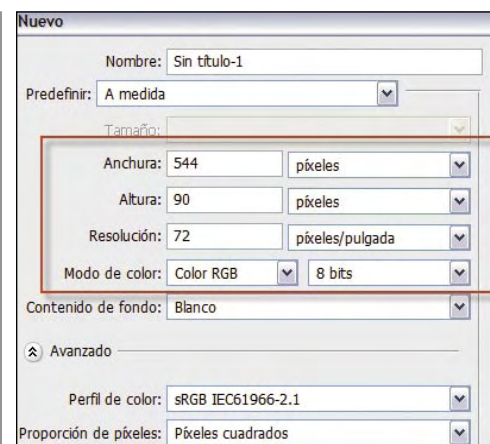 Nuevo
Nombre: Sin título-1
Predefinir: A medida
Tamaño:
Anchura: 544 píxeles
Altura: 90 píxeles
Resolución: 72 píxeles/pulgada
Modo de color: Color RGB 8 bits
Contenido de fondo: Blanco
Avanzado
Perfil de color: sRGB IEC61966-2.1
Proporción de píxeles: Píxeles cuadrados